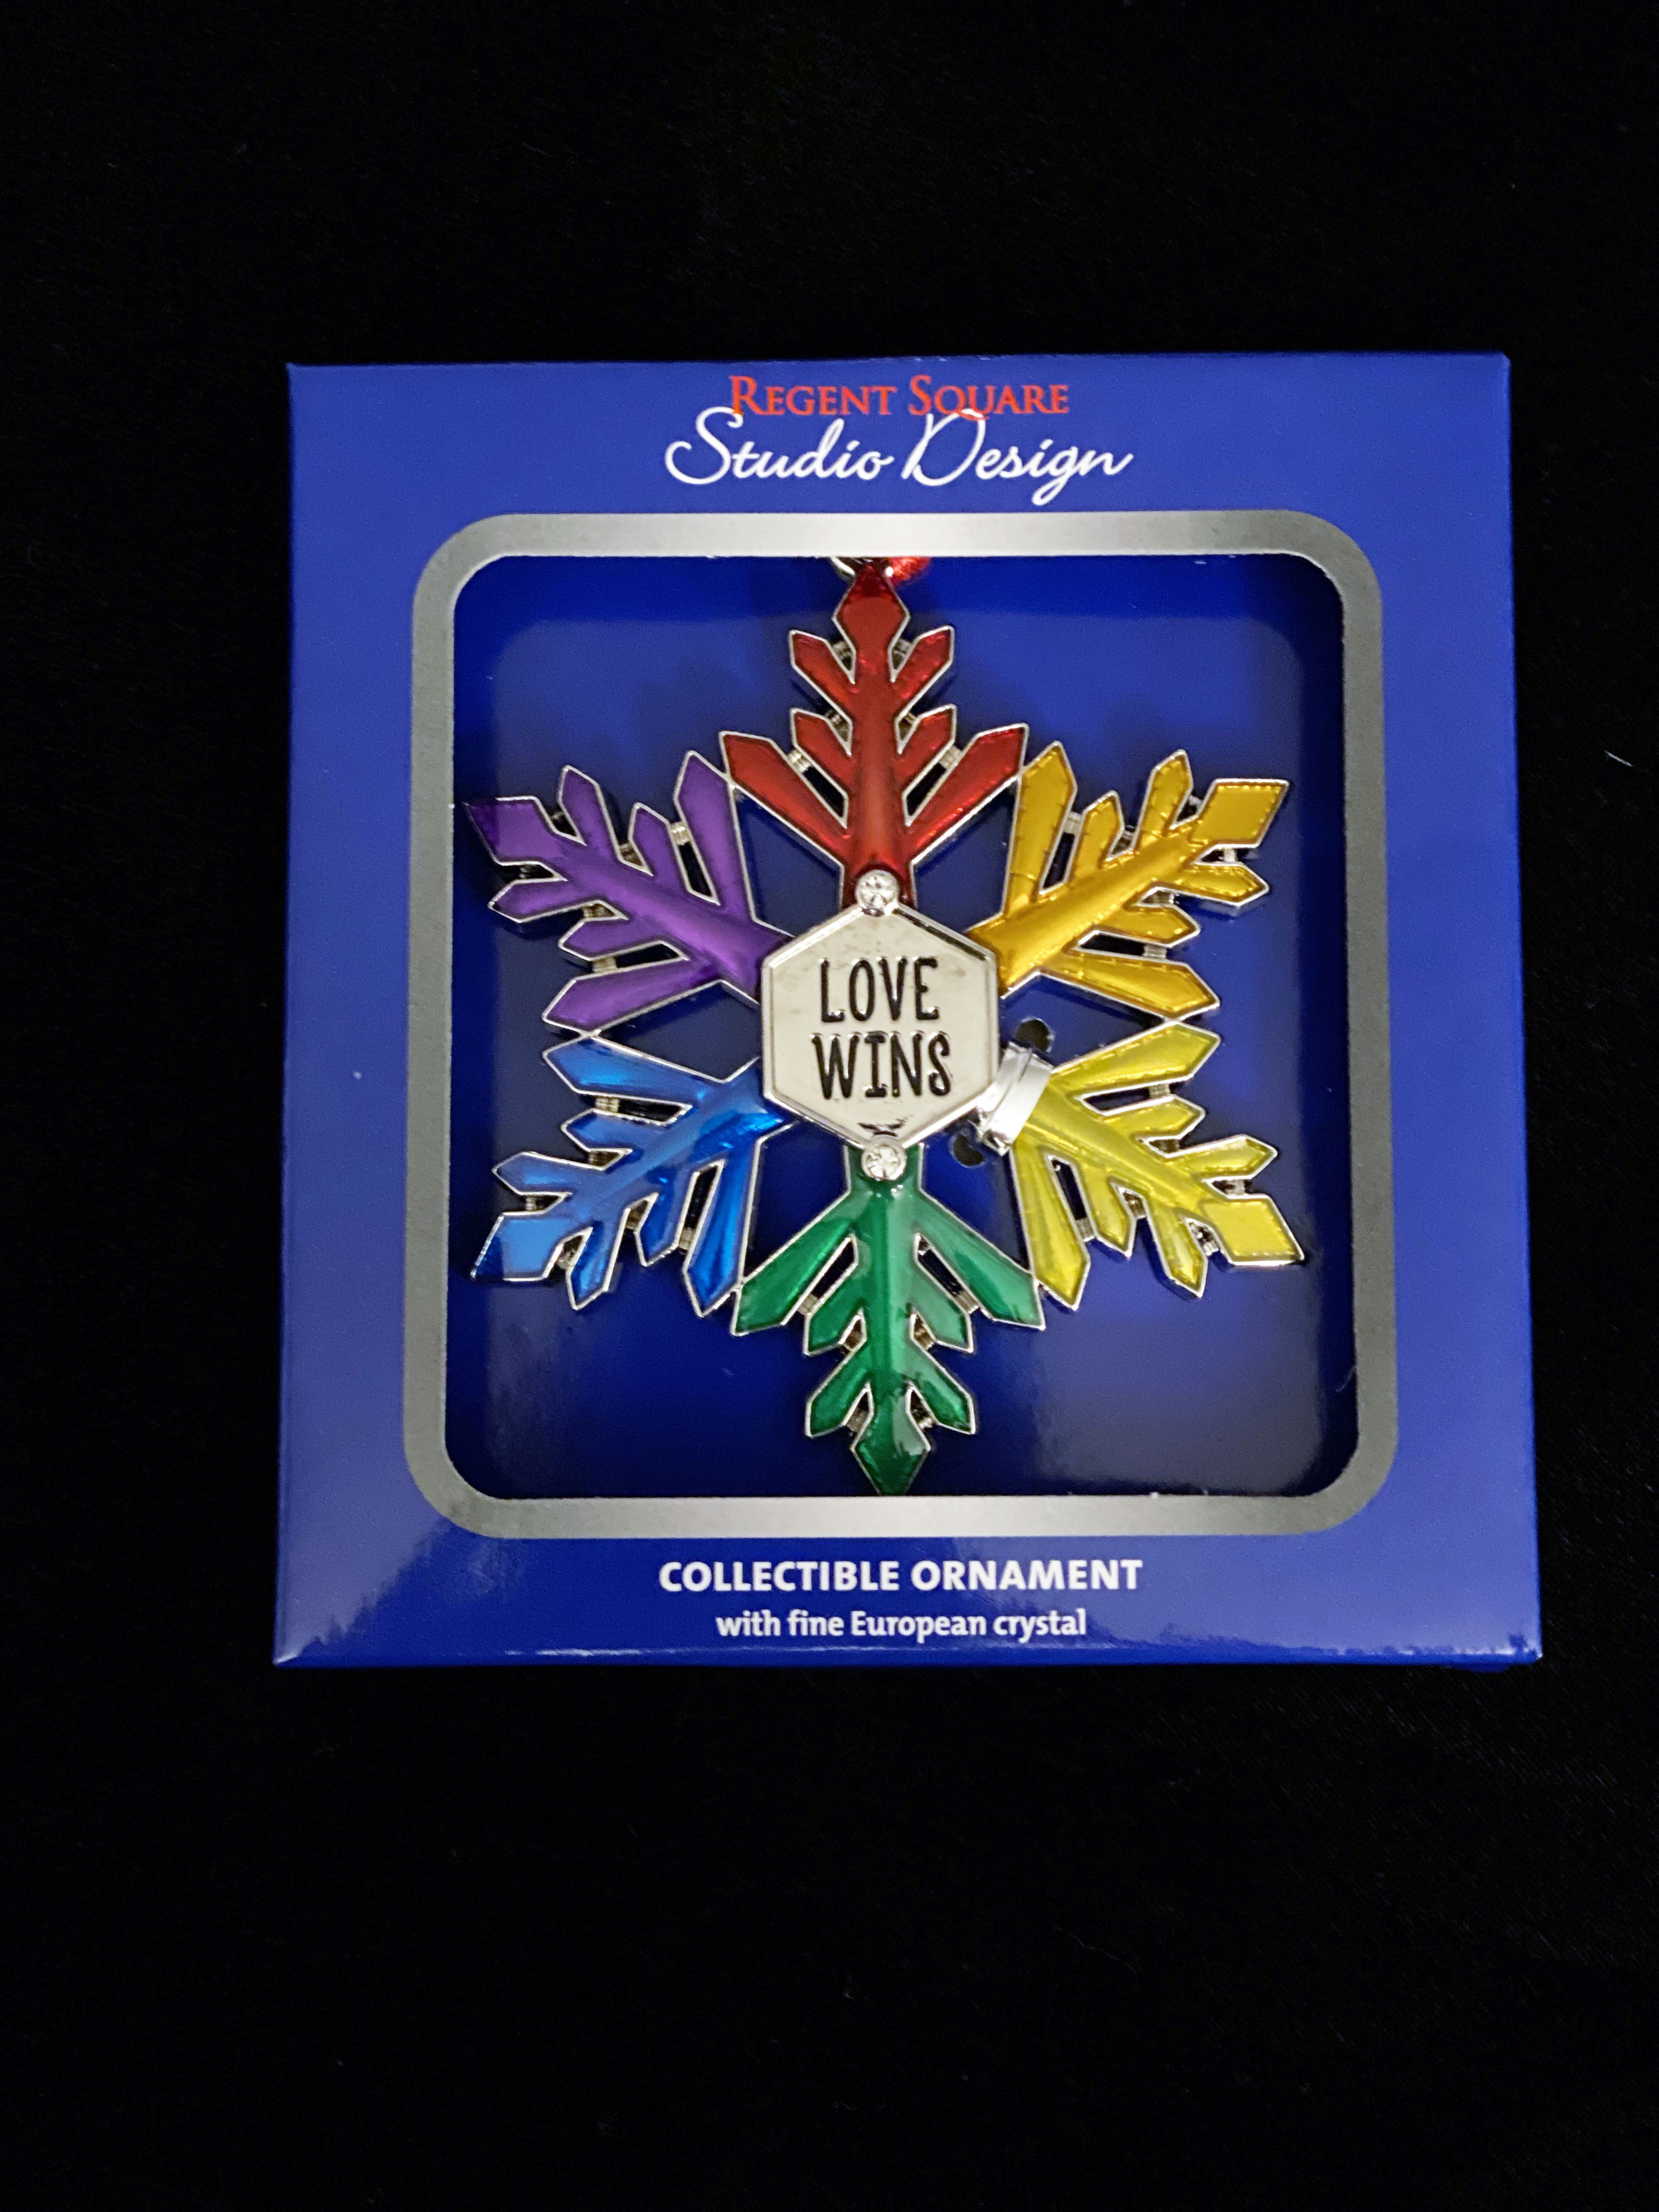 REGENT SQUARE
Studio Design
LOVE
WINS
COLLECTIBLE ORNAMENT
with fine European crystal